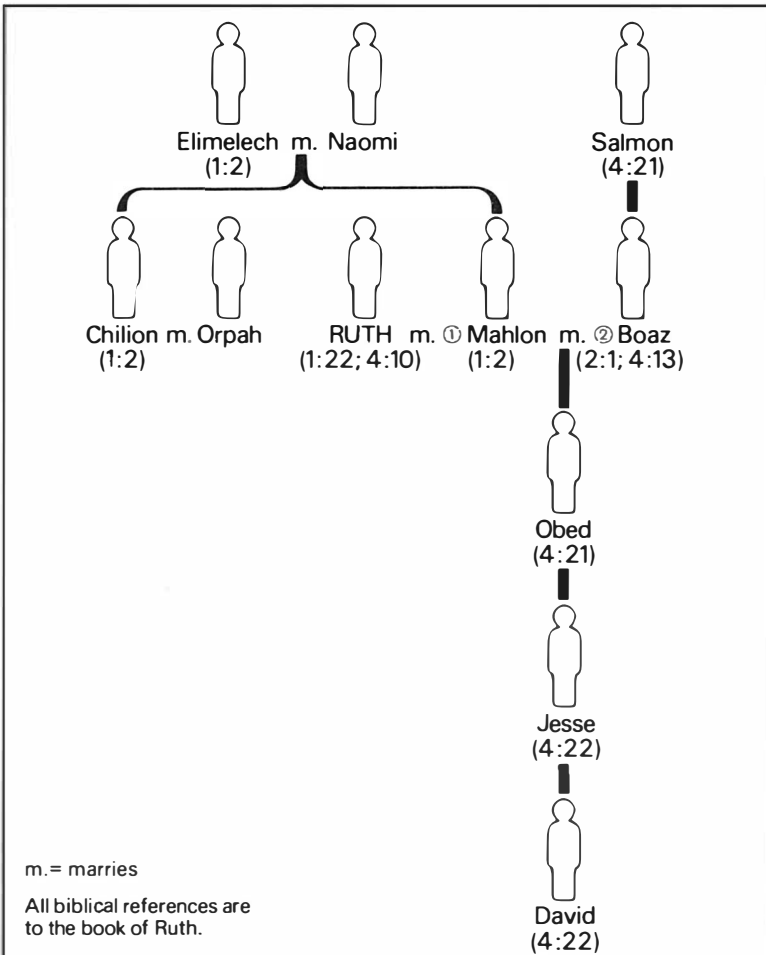 Elimelech m. Naomi
(1:2)
Salmon
(4:21)
Chilion m. Orpah
(1:2)
RUTH m. ① Mahlon m. ② Boaz
(1:22; 4:10) (1:2) (2:1; 4:13)
Obed
(4:21)
Jesse
(4:22)
David
(4:22)
m.= marries
All biblical references are
to the book of Ruth.